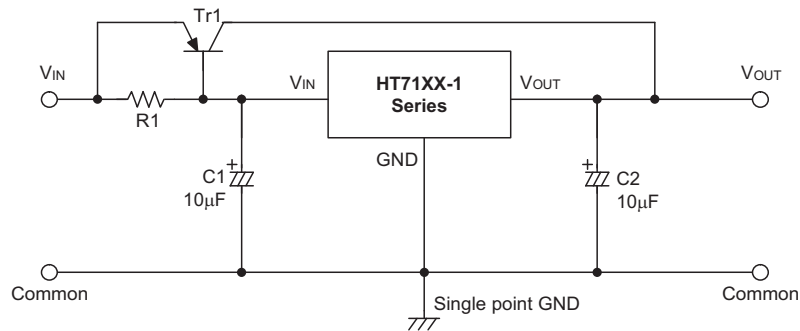 Tr1
VIN
R1
VIN
HT71XX-1
Series
VOUT
VOUT
GND
C1
10μF
C2
10μF
Common
Single point GND
Common
+
+